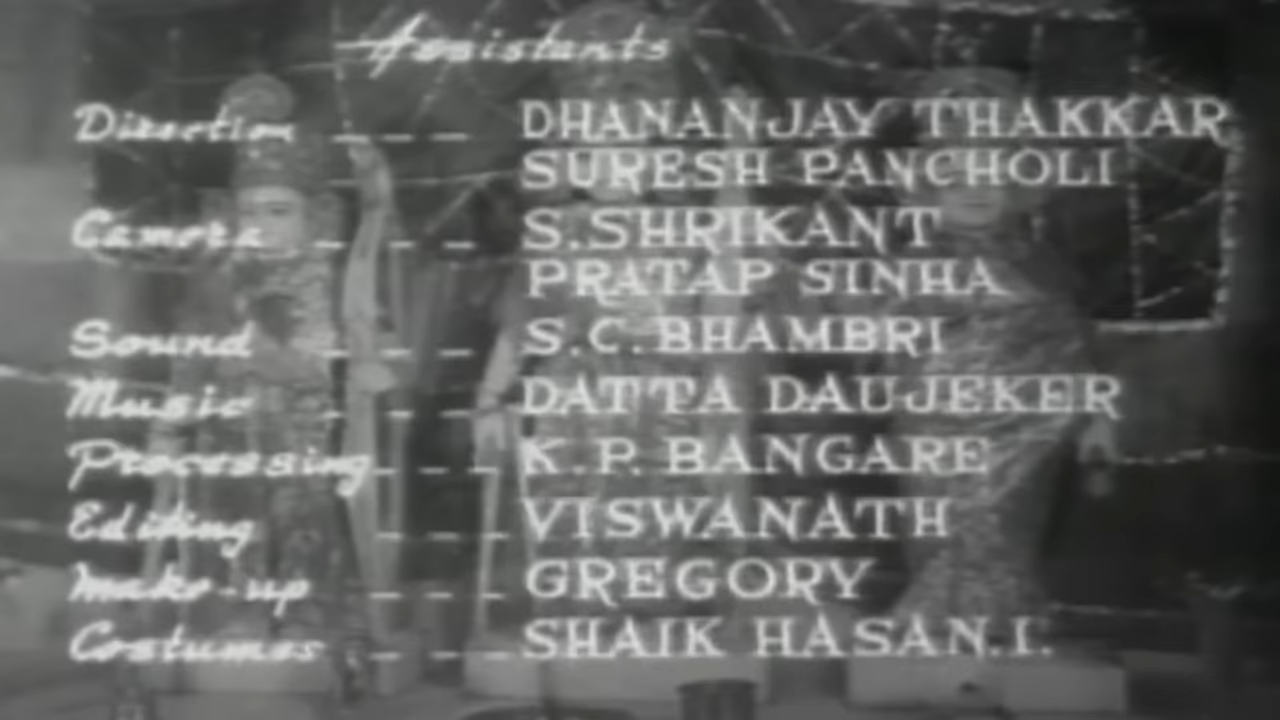 Assistants
Direction _ _ _ DHANANJAY THAKKAR
SURESH PANCHOLI
Camera _ _ _ _ S.SHRIKANT
PRATAP SINHA
Sound _ _ _ _ S.C.BHAMBRI
Music _ _ _ _ DATTA DAUJEKER
Processing _ _ _ K.P. BANGARE
Editing _ _ _ VISWANATH
Make-up _ _ _ GREGORY
Costumes _ _ _ SHAIK HASAN.I.